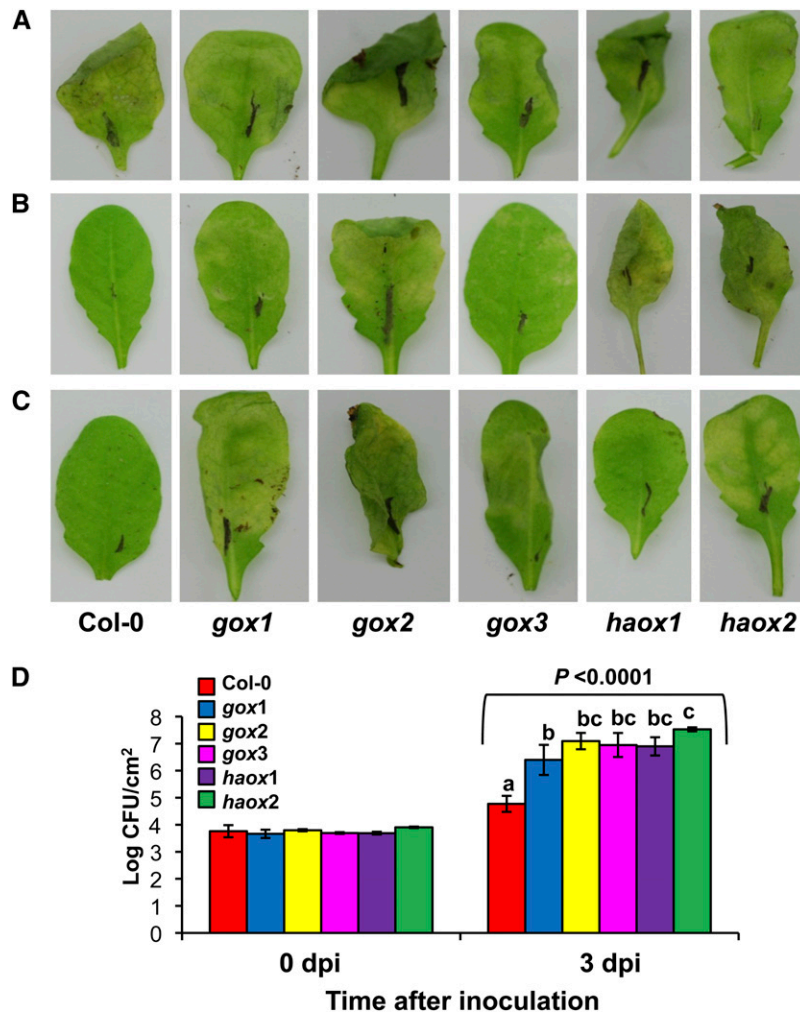 A
B
C
Col-0 gox1 gox2 gox3 haox1 haox2
D
P <0.0001
Col-0
gox1
gox2
gox3
haox1
haox2
a b bc bc bc c
Log CFU/cm2
8
7
6
5
4
3
2
1
0
0 dpi 3 dpi
Time after inoculation